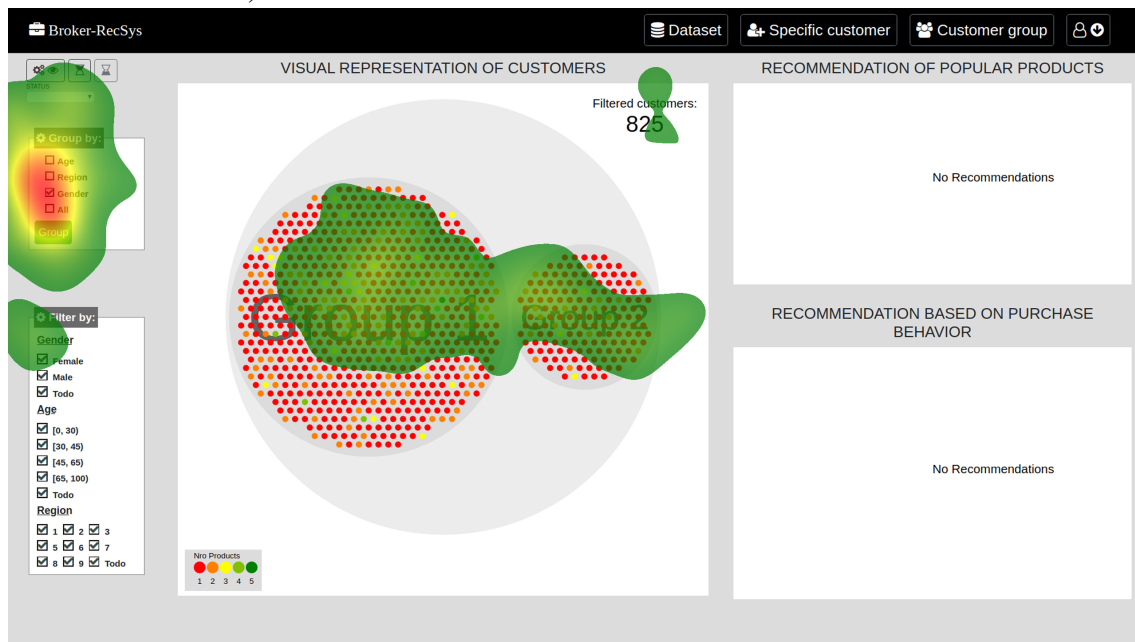 Broker-RecSys
Dataset
Specific customer
Customer group
STATUS
Group by:
Age
Region
Gender
All
Group
Filter by:
Gender
Female
Male
Todo
Age
[0, 30)
[30, 45)
[45, 65)
[65, 100)
Todo
Region
1 2 3
5 6 7
8 9 Todo
VISUAL REPRESENTATION OF CUSTOMERS
Filtered customers:
825
Group 1
Group 2
Nro Products
1 2 3 4 5
RECOMMENDATION OF POPULAR PRODUCTS
No Recommendations
RECOMMENDATION BASED ON PURCHASE
BEHAVIOR
No Recommendations